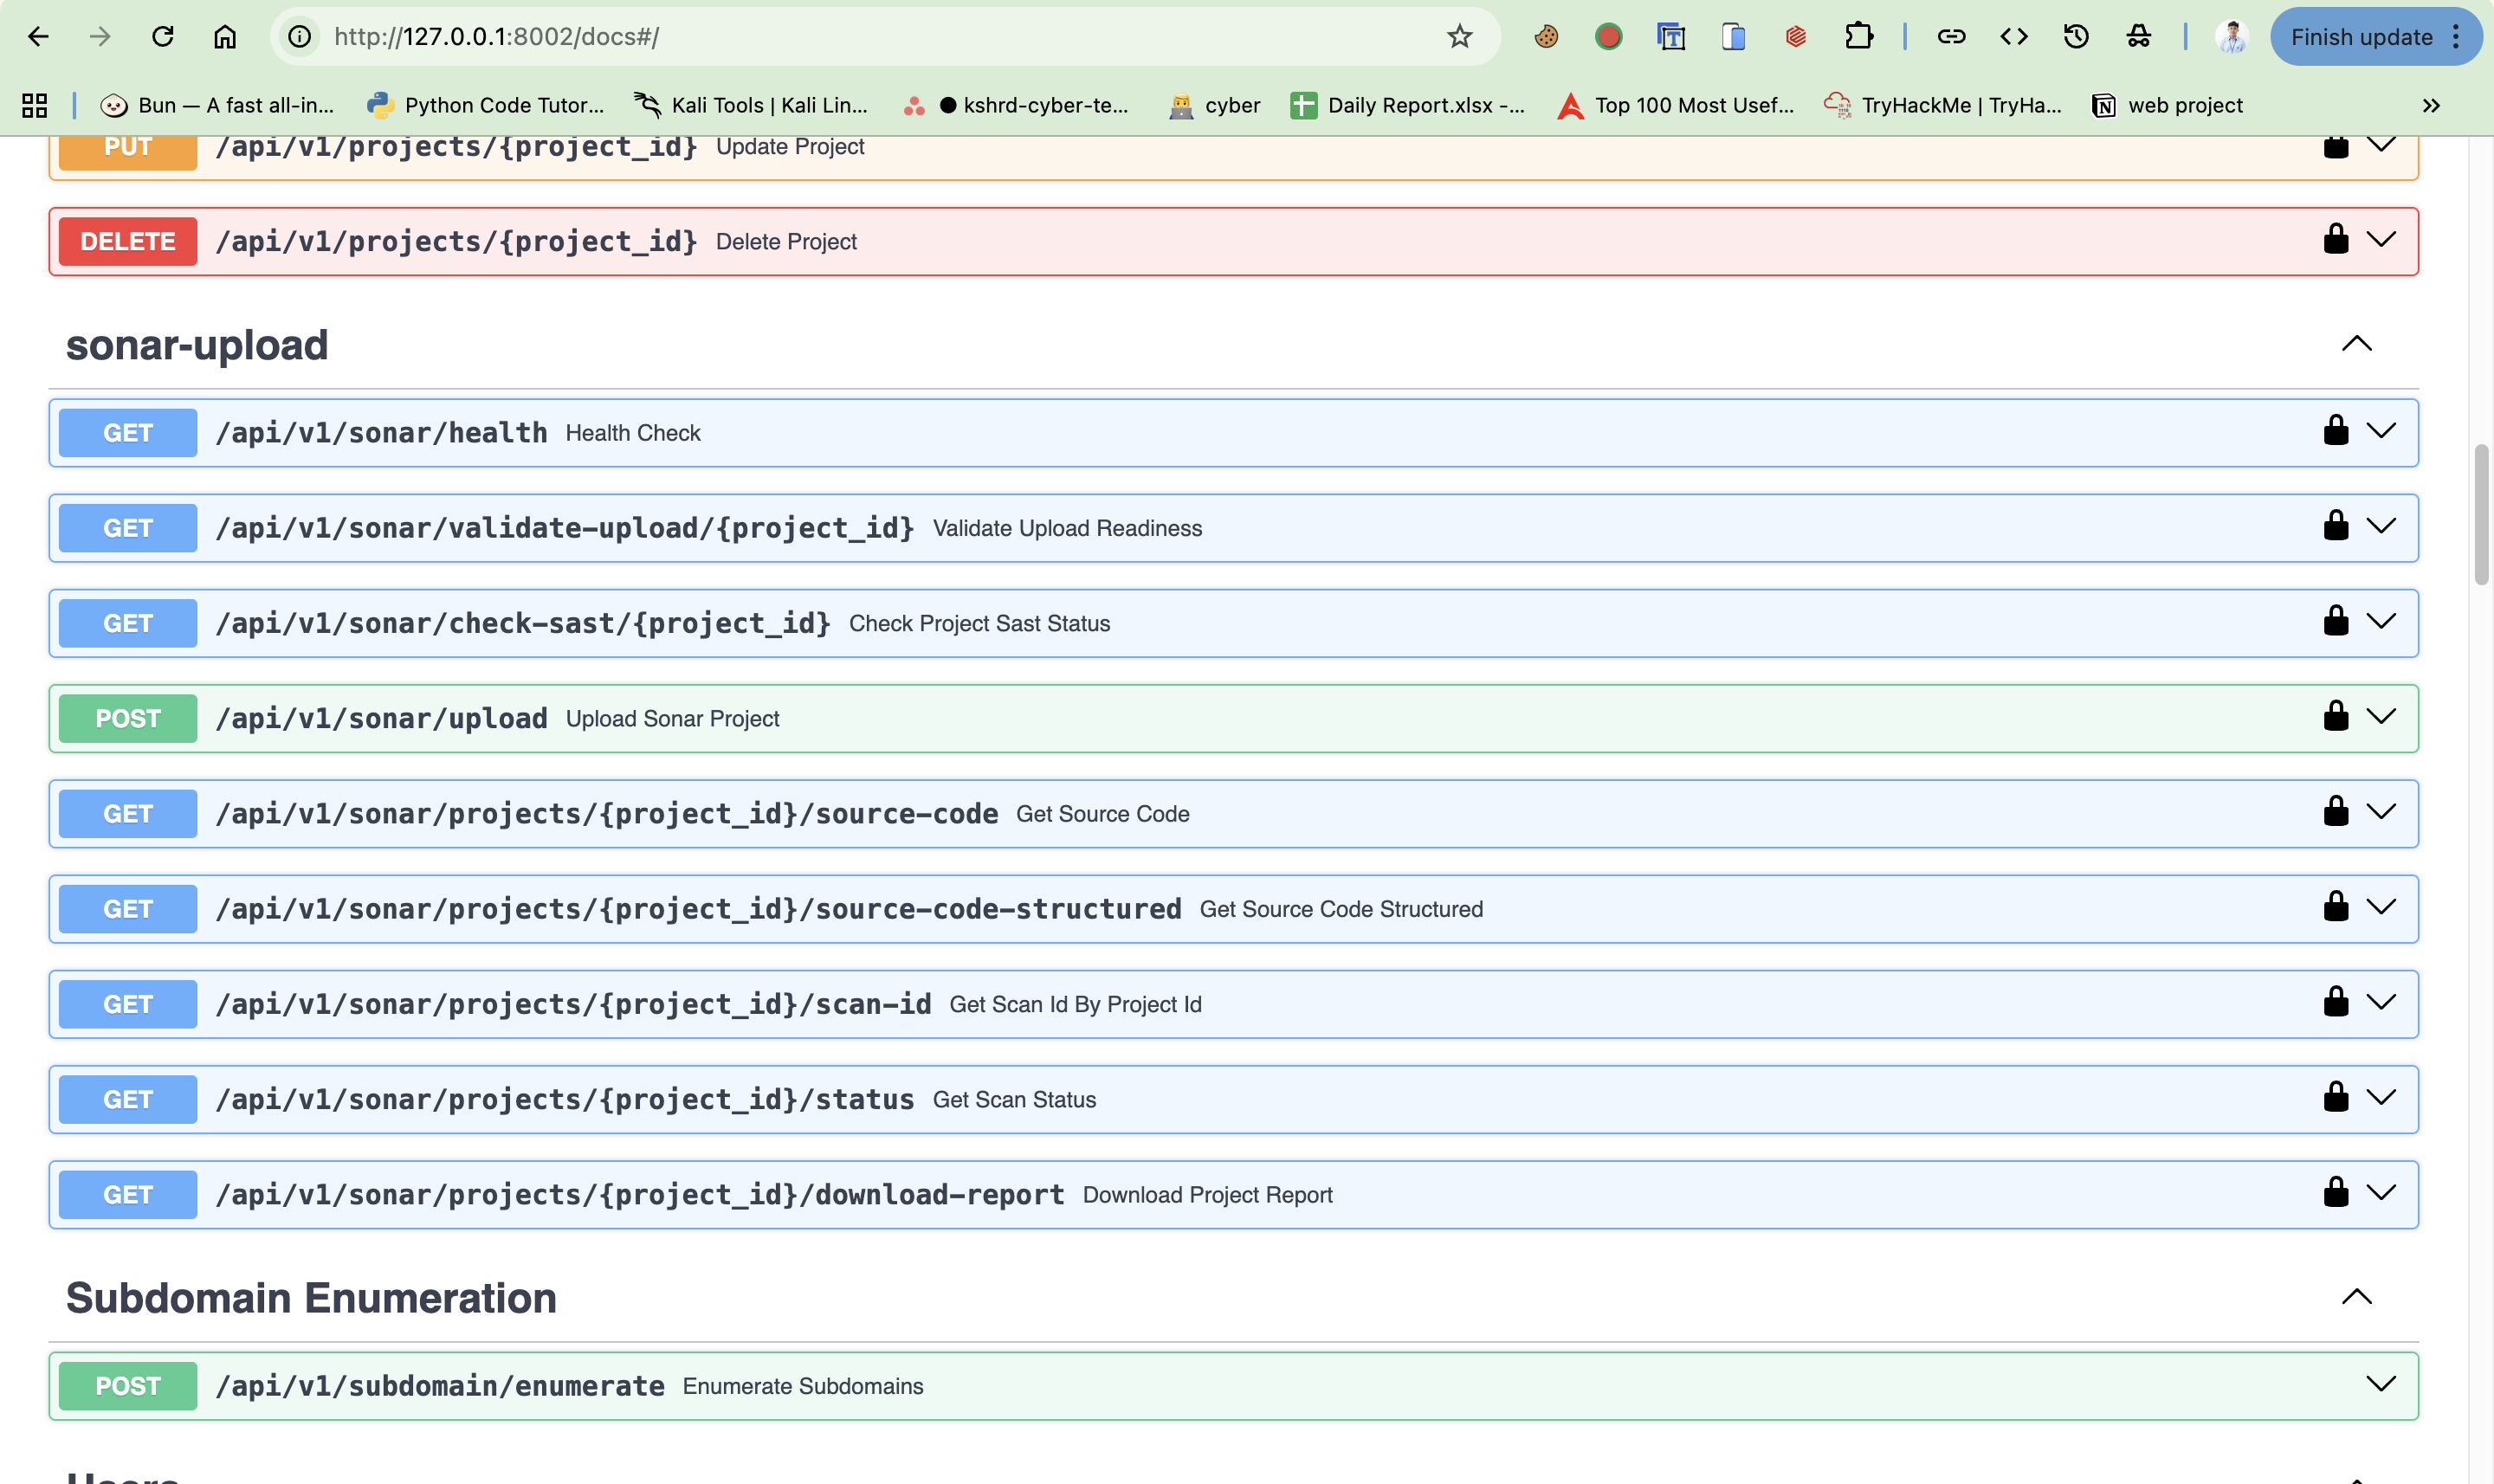 http://127.0.0.1:8002/docs#/
Finish update
Bun — A fast all-in... Python Code Tutor... Kali Tools | Kali Lin... kshrd-cyber-te... cyber Daily Report.xlsx -... Top 100 Most Usef... TryHackMe | TryHa... web project
PUT /api/v1/projects/{project_id} Update Project
DELETE /api/v1/projects/{project_id} Delete Project
sonar-upload
GET /api/v1/sonar/health Health Check
GET /api/v1/sonar/validate-upload/{project_id} Validate Upload Readiness
GET /api/v1/sonar/check-sast/{project_id} Check Project Sast Status
POST /api/v1/sonar/upload Upload Sonar Project
GET /api/v1/sonar/projects/{project_id}/source-code Get Source Code
GET /api/v1/sonar/projects/{project_id}/source-code-structured Get Source Code Structured
GET /api/v1/sonar/projects/{project_id}/scan-id Get Scan Id By Project Id
GET /api/v1/sonar/projects/{project_id}/status Get Scan Status
GET /api/v1/sonar/projects/{project_id}/download-report Download Project Report
Subdomain Enumeration
POST /api/v1/subdomain/enumerate Enumerate Subdomains
Users